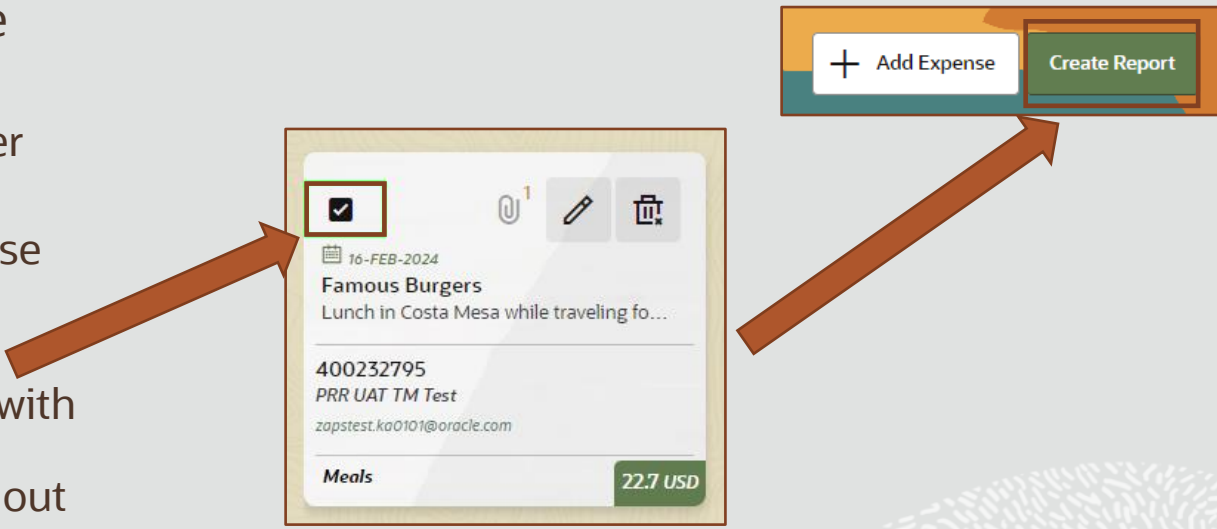 e
er
se
with
out
Add Expense
Create Report
1
16-FEB-2024
Famous Burgers
Lunch in Costa Mesa while traveling fo...
400232795
PRR UAT TM Test
zapstest.ka0101@oracle.com
Meals
22.7 USD